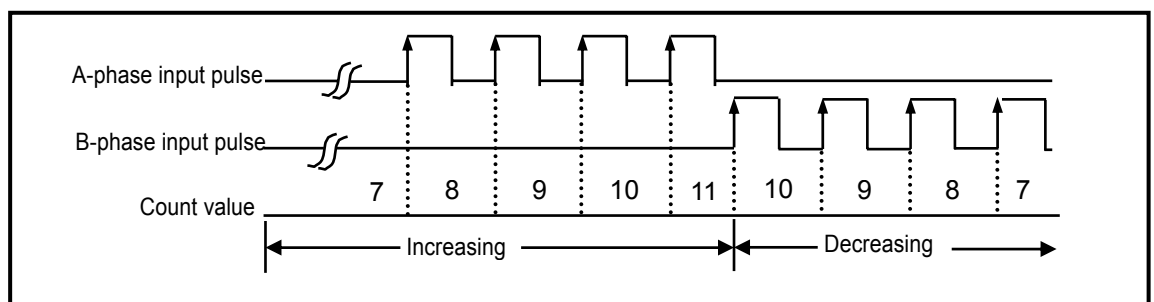 A-phase input pulse
B-phase input pulse
7 8 9 10 11 10 9 8 7
Count value
Increasing
Decreasing